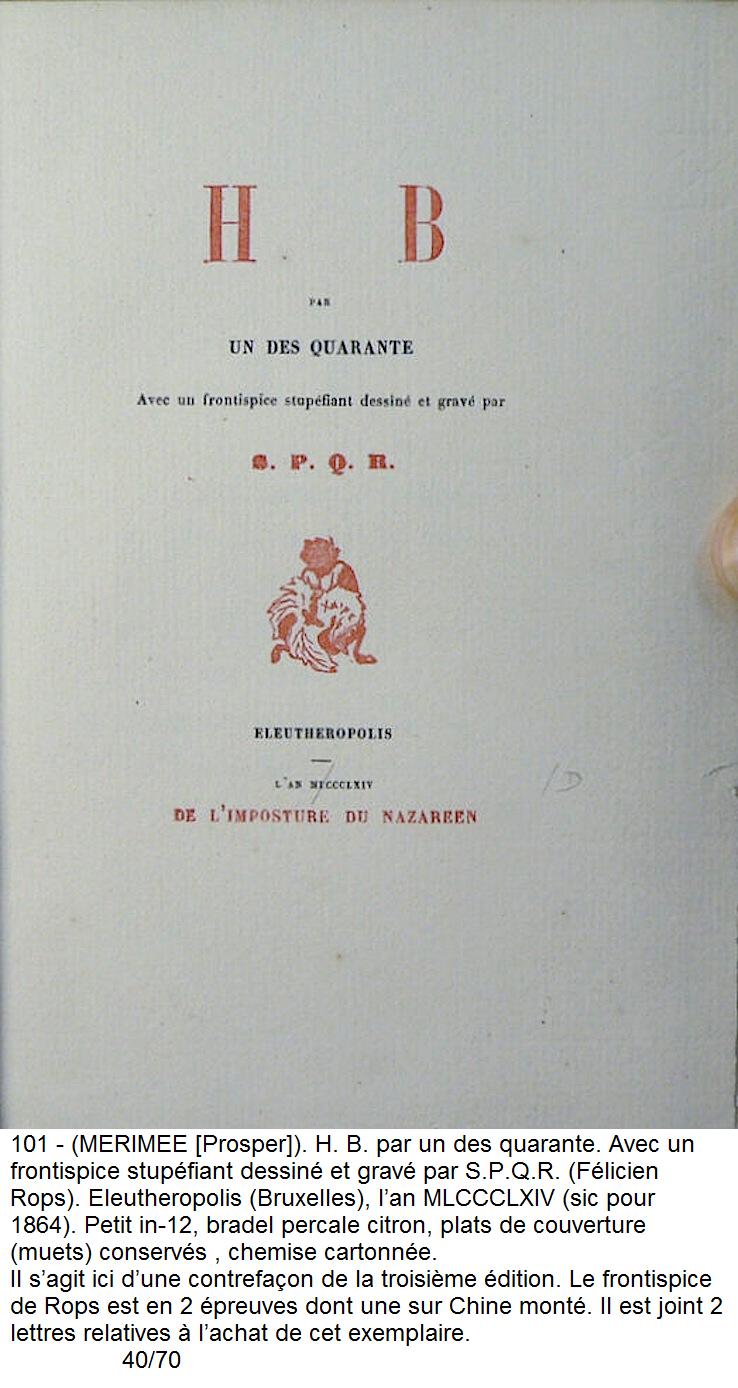 H B
PAR
UN DES QUARANTE
Avec un frontispice stupéfiant dessiné et gravé par
S. P. Q. R.
ELEUTHEROPOLIS
L'AN
DE L'IMPOSTURE DU NAZAREEN
101 - (MERIMEE [Prosper]). H. B. par un des quarante. Avec un
frontispice stupéfiant dessiné et gravé par S.P.Q.R. (Félicien
Rops). Eleutheropolis (Bruxelles), l’an MLCCCLXIV (sic pour
1864). Petit in-12, bradel percale citron, plats de couverture
(muets) conservés , chemise cartonnée.
Il s’agit ici d’une contrefaçon de la troisième édition. Le frontispice
de Rops est en 2 épreuves dont une sur Chine monté. Il est joint 2
lettres relatives à l’achat de cet exemplaire.
40/70